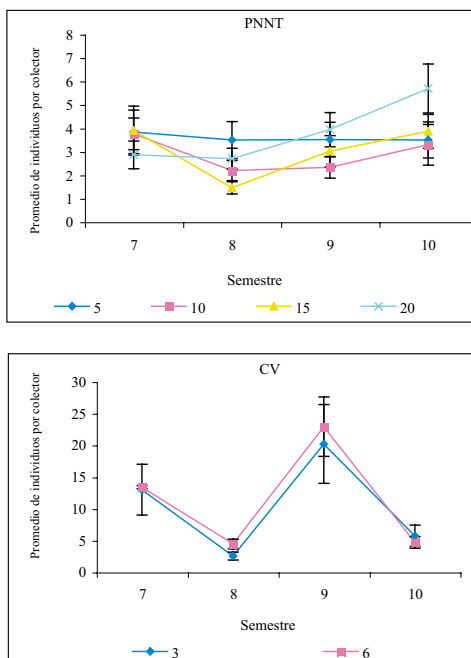 PNNT
Promedio de individuos por colector
8
7
6
5
4
3
2
1
0
7 8 9 10
Semestre
5 10 15 20
CV
Promedio de individuos por colector
30
25
20
15
10
5
0
7 8 9 10
Semestre
3 6